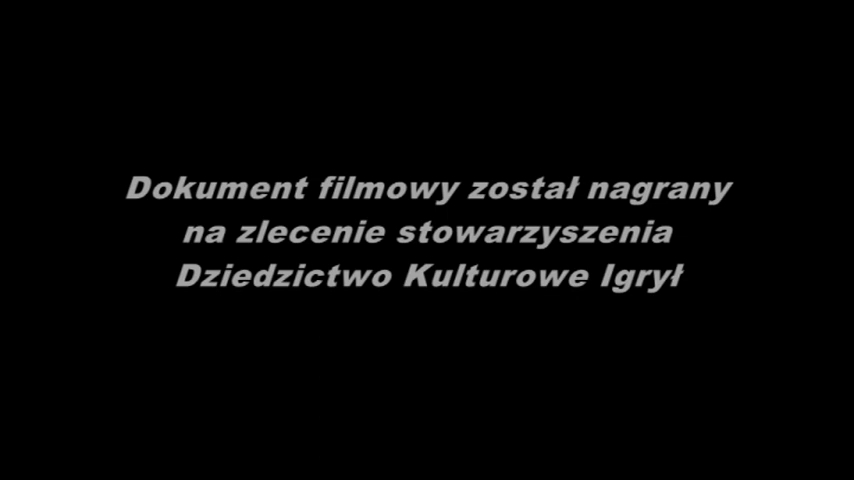 Dokument filmowy został nagrany
na zlecenie stowarzyszenia
Dziedzictwo Kulturowe Igrył